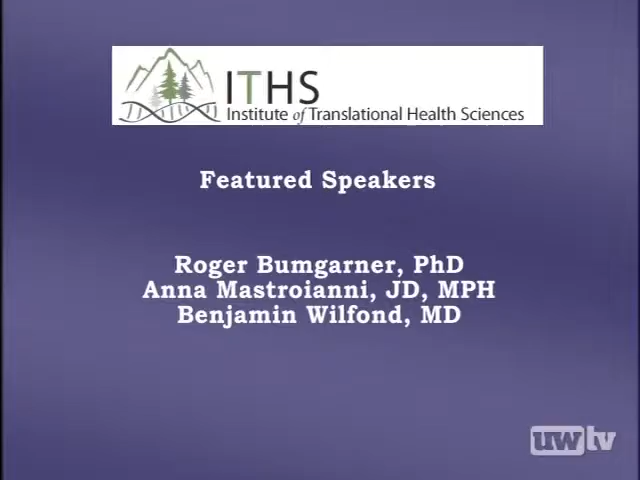 ITHS
Institute of Translational Health Sciences
Featured Speakers
Roger Bumgarner, PhD
Anna Mastroianni, JD, MPH
Benjamin Wilfond, MD
uwtv